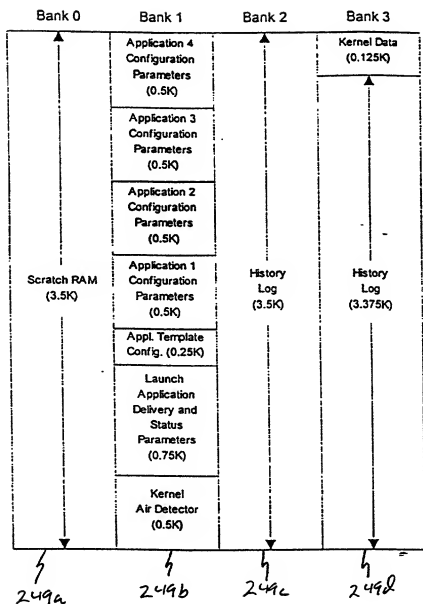 Bank 0
Bank 1
Bank 2
Bank 3
Scratch RAM
(3.5K)
Application 4
Configuration
Parameters
(0.5K)
Application 3
Configuration
Parameters
(0.5K)
Application 2
Configuration
Parameters
(0.5K)
Application 1
Configuration
Parameters
(0.5K)
Appl. Template
Config. (0.25K)
Launch
Application
Delivery and
Status
Parameters
(0.75K)
Kernel
Air Detector
(0.5K)
History
Log
(3.5K)
Kernel Data
(0.125K)
History
Log
(3.375K)
249a
249b
249c
249d